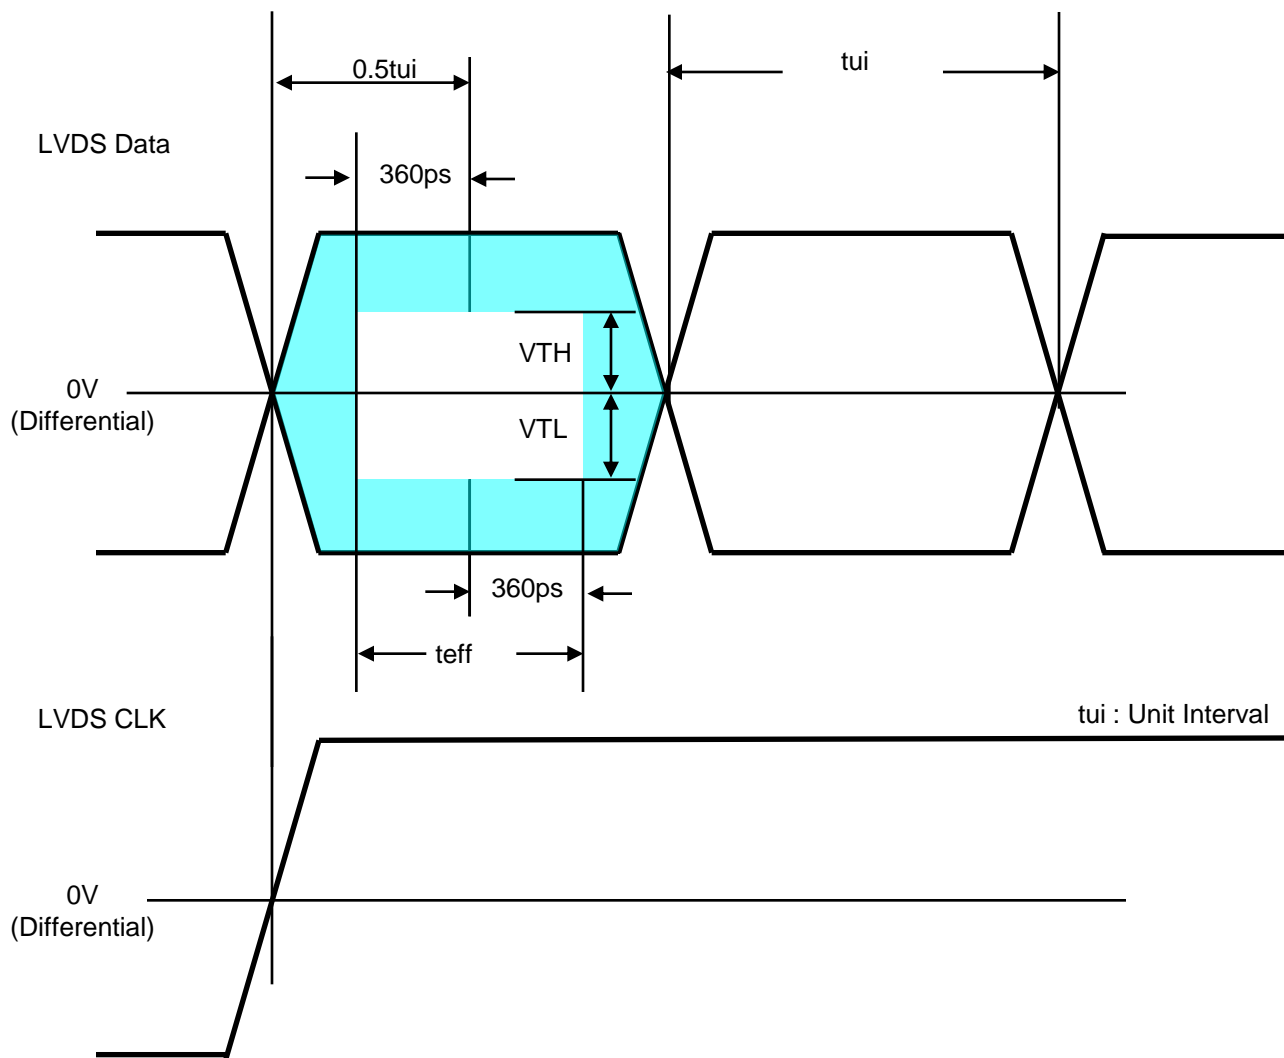 0.5tui
tui
LVDS Data
360ps
VTH
0V
(Differential)
VTL
360ps
teff
LVDS CLK
tui : Unit Interval
0V
(Differential)